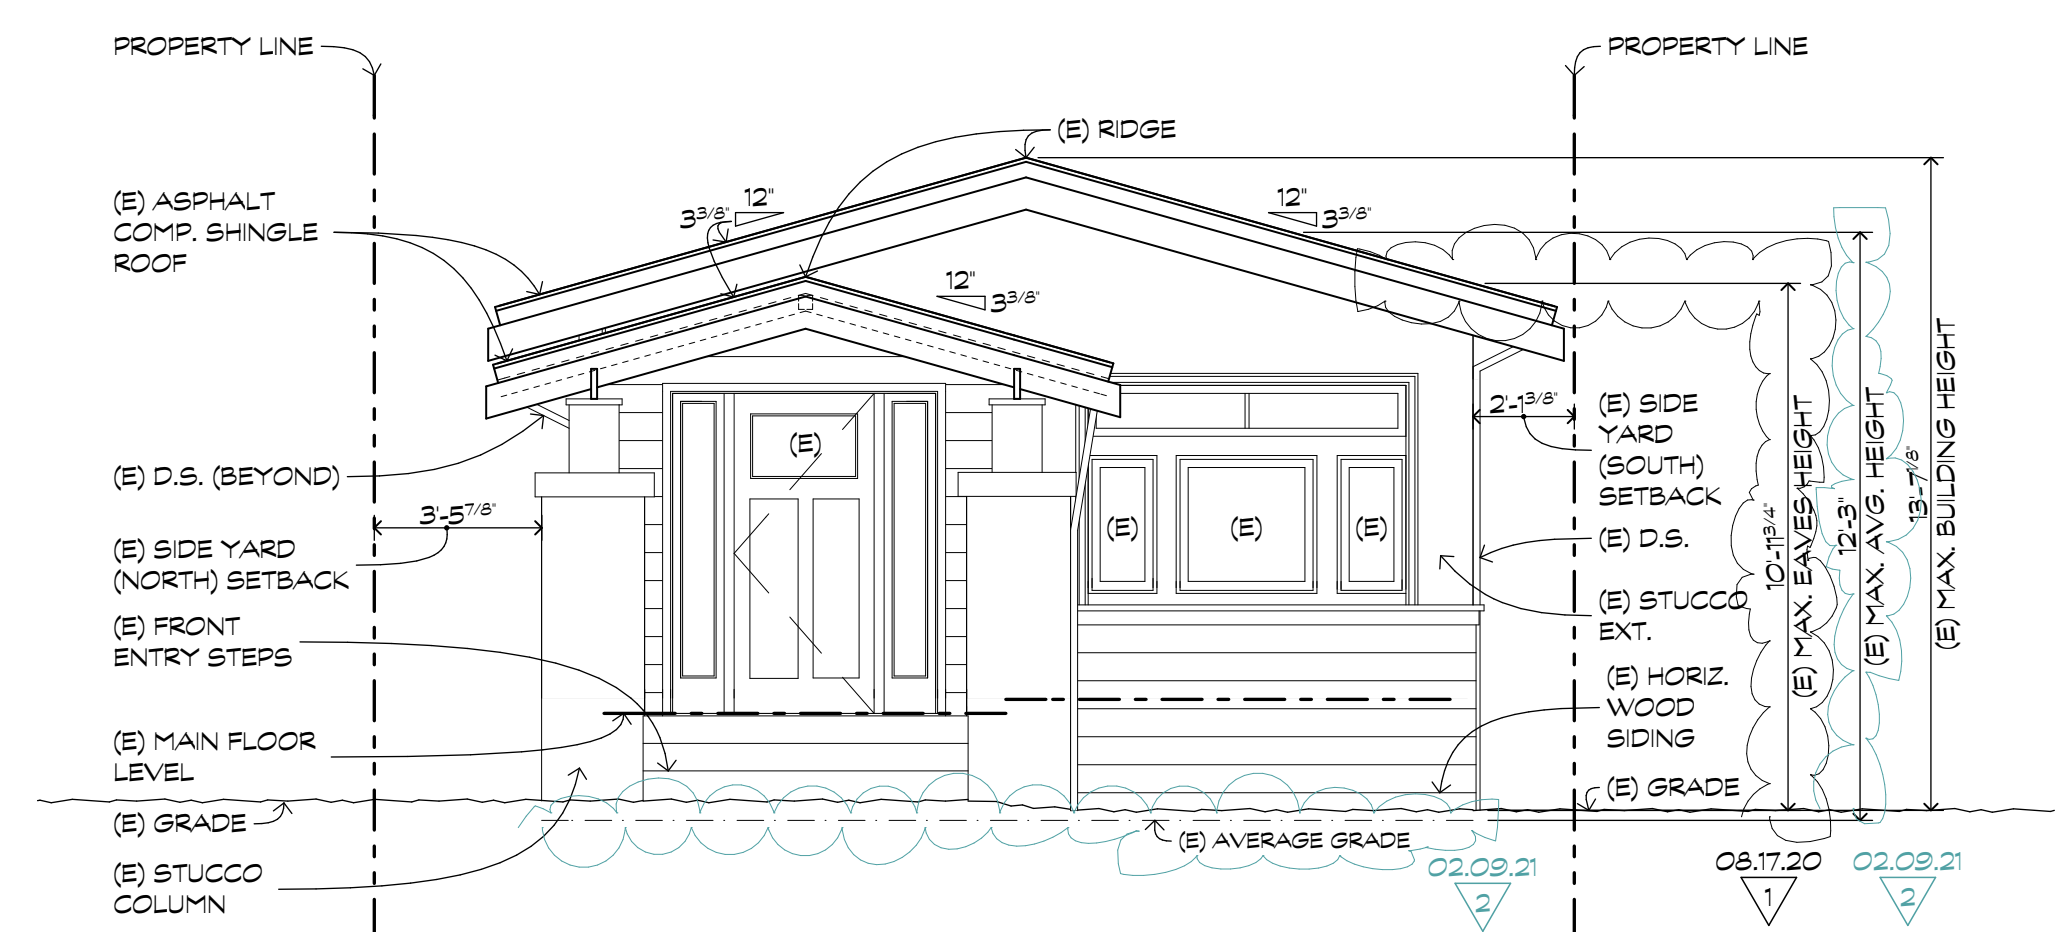 PROPERTY LINE
PROPERTY LINE
(E) RIDGE
(E) ASPHALT
COMP. SHINGLE
ROOF
12"
3 3/8"
12"
3 3/8"
12"
3 3/8"
(E) D.S. (BEYOND)
3'-5 7/8"
(E) SIDE YARD
(NORTH) SETBACK
(E) FRONT
ENTRY STEPS
(E) MAIN FLOOR
LEVEL
(E) GRADE
(E) STUCCO
COLUMN
(E)
(E)
(E)
(E)
2'-1 3/8"
(E) SIDE
YARD
(SOUTH)
SETBACK
(E) D.S.
(E) STUCCO
EXT.
(E) HORIZ.
WOOD
SIDING
(E) GRADE
(E) AVERAGE GRADE
10'-11 3/4"
(E) MAX. EAVES HEIGHT
12'-3"
(E) MAX. AVG. HEIGHT
13'-7 1/8"
(E) MAX. BUILDING HEIGHT
02.09.21
2
08.17.20
1
02.09.21
2